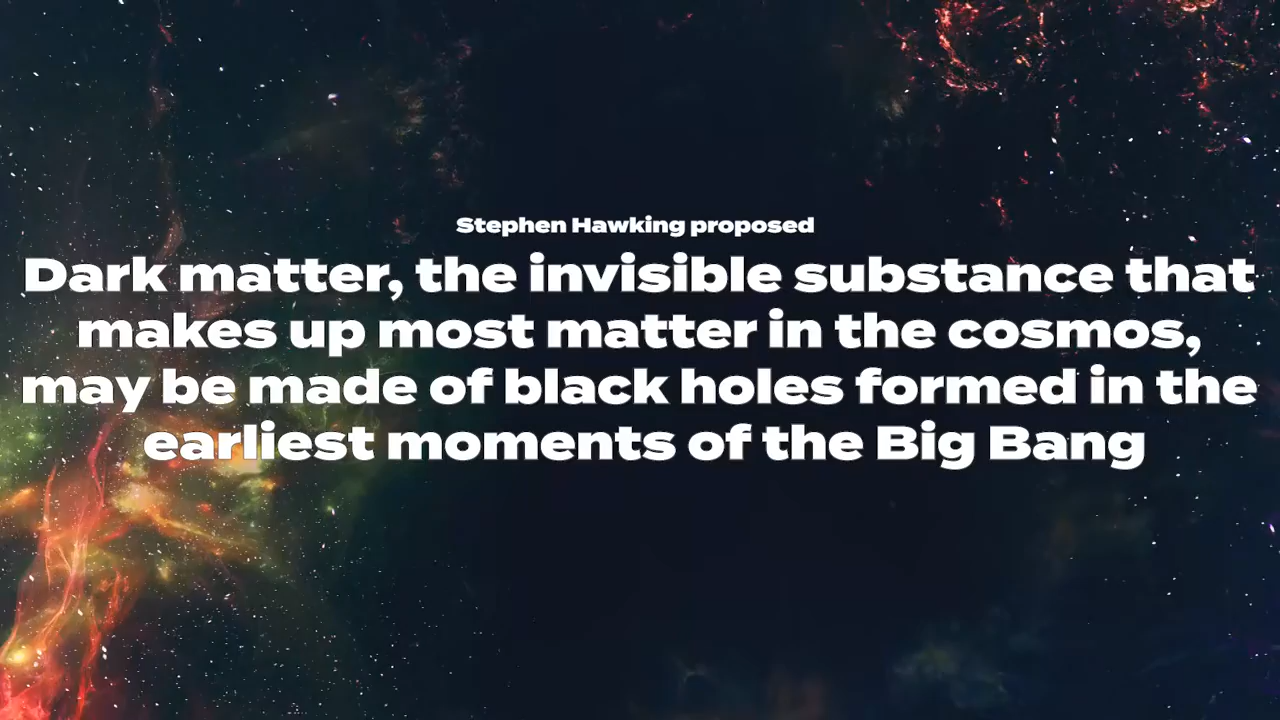 Stephen Hawking proposed
Dark matter, the invisible substance that
makes up most matter in the cosmos,
may be made of black holes formed in the
earliest moments of the Big Bang